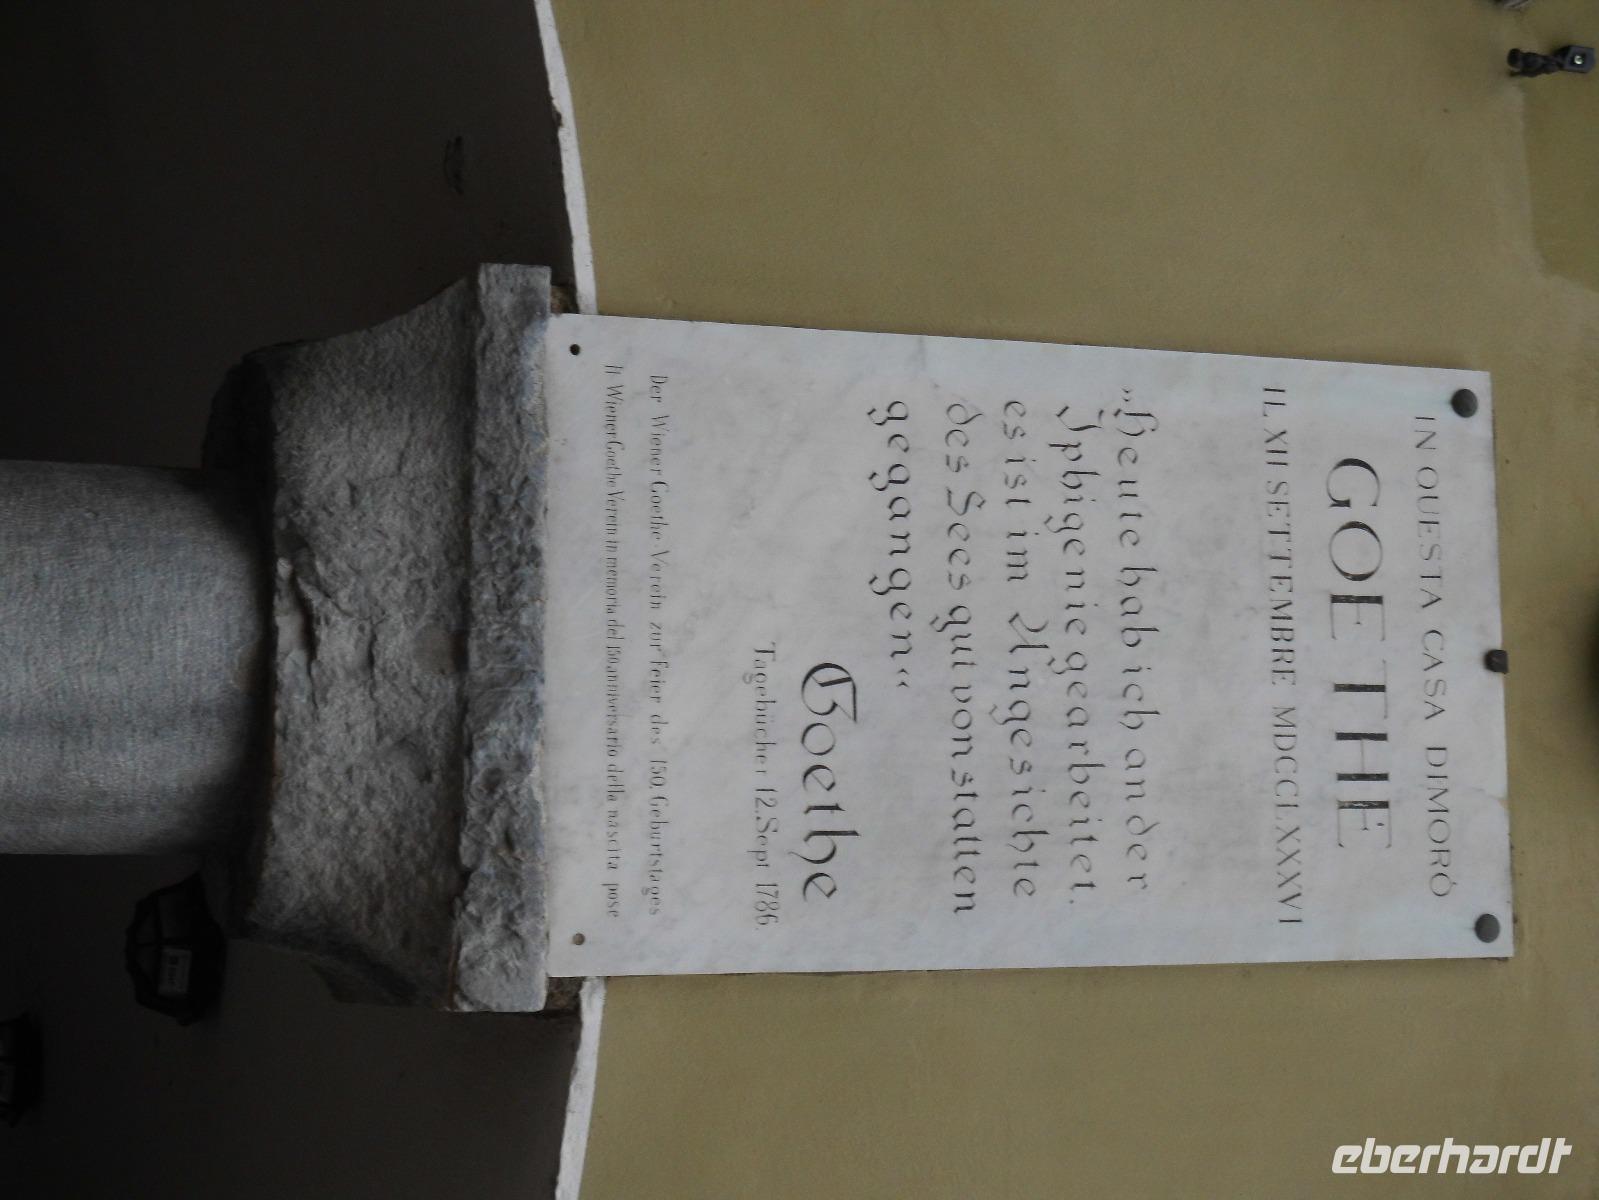 IN QUESTA CASA DIMORÒ
GOETHE
IL XII SETTEMBRE MDCCLXXXVI
„Heute hab ich an der
Iphigenie gearbeitet.
es ist im Angesichte
des Sees gut vonstatten
gegangen“
Goethe
Tagebücher 12. Sept 1786.
Der Wiener Goethe-Verein zur Feier des 150. Geburtstages
Il Wiener Goethe Verein in memoria del 150.anniversario della nascita pose
eberhardt